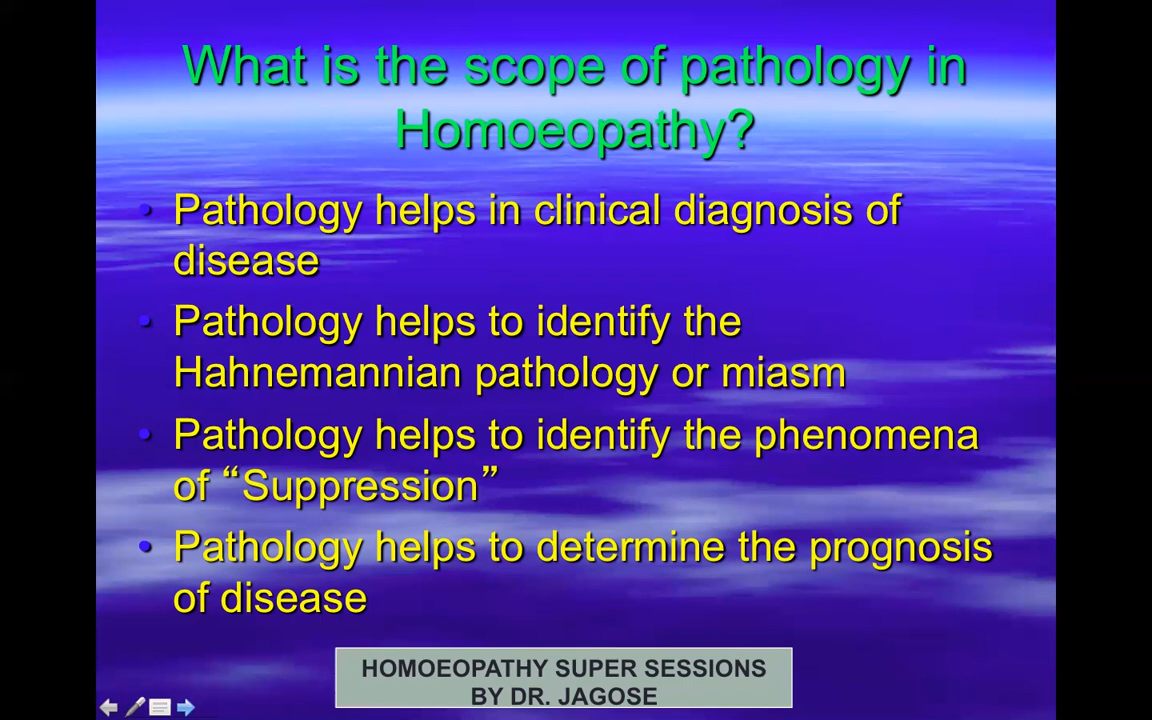 What is the scope of pathology in
Homoeopathy?
• Pathology helps in clinical diagnosis of
disease
• Pathology helps to identify the
Hahnemannian pathology or miasm
• Pathology helps to identify the phenomena
of “Suppression”
• Pathology helps to determine the prognosis
of disease
HOMOEOPATHY SUPER SESSIONS
BY DR. JAGOSE